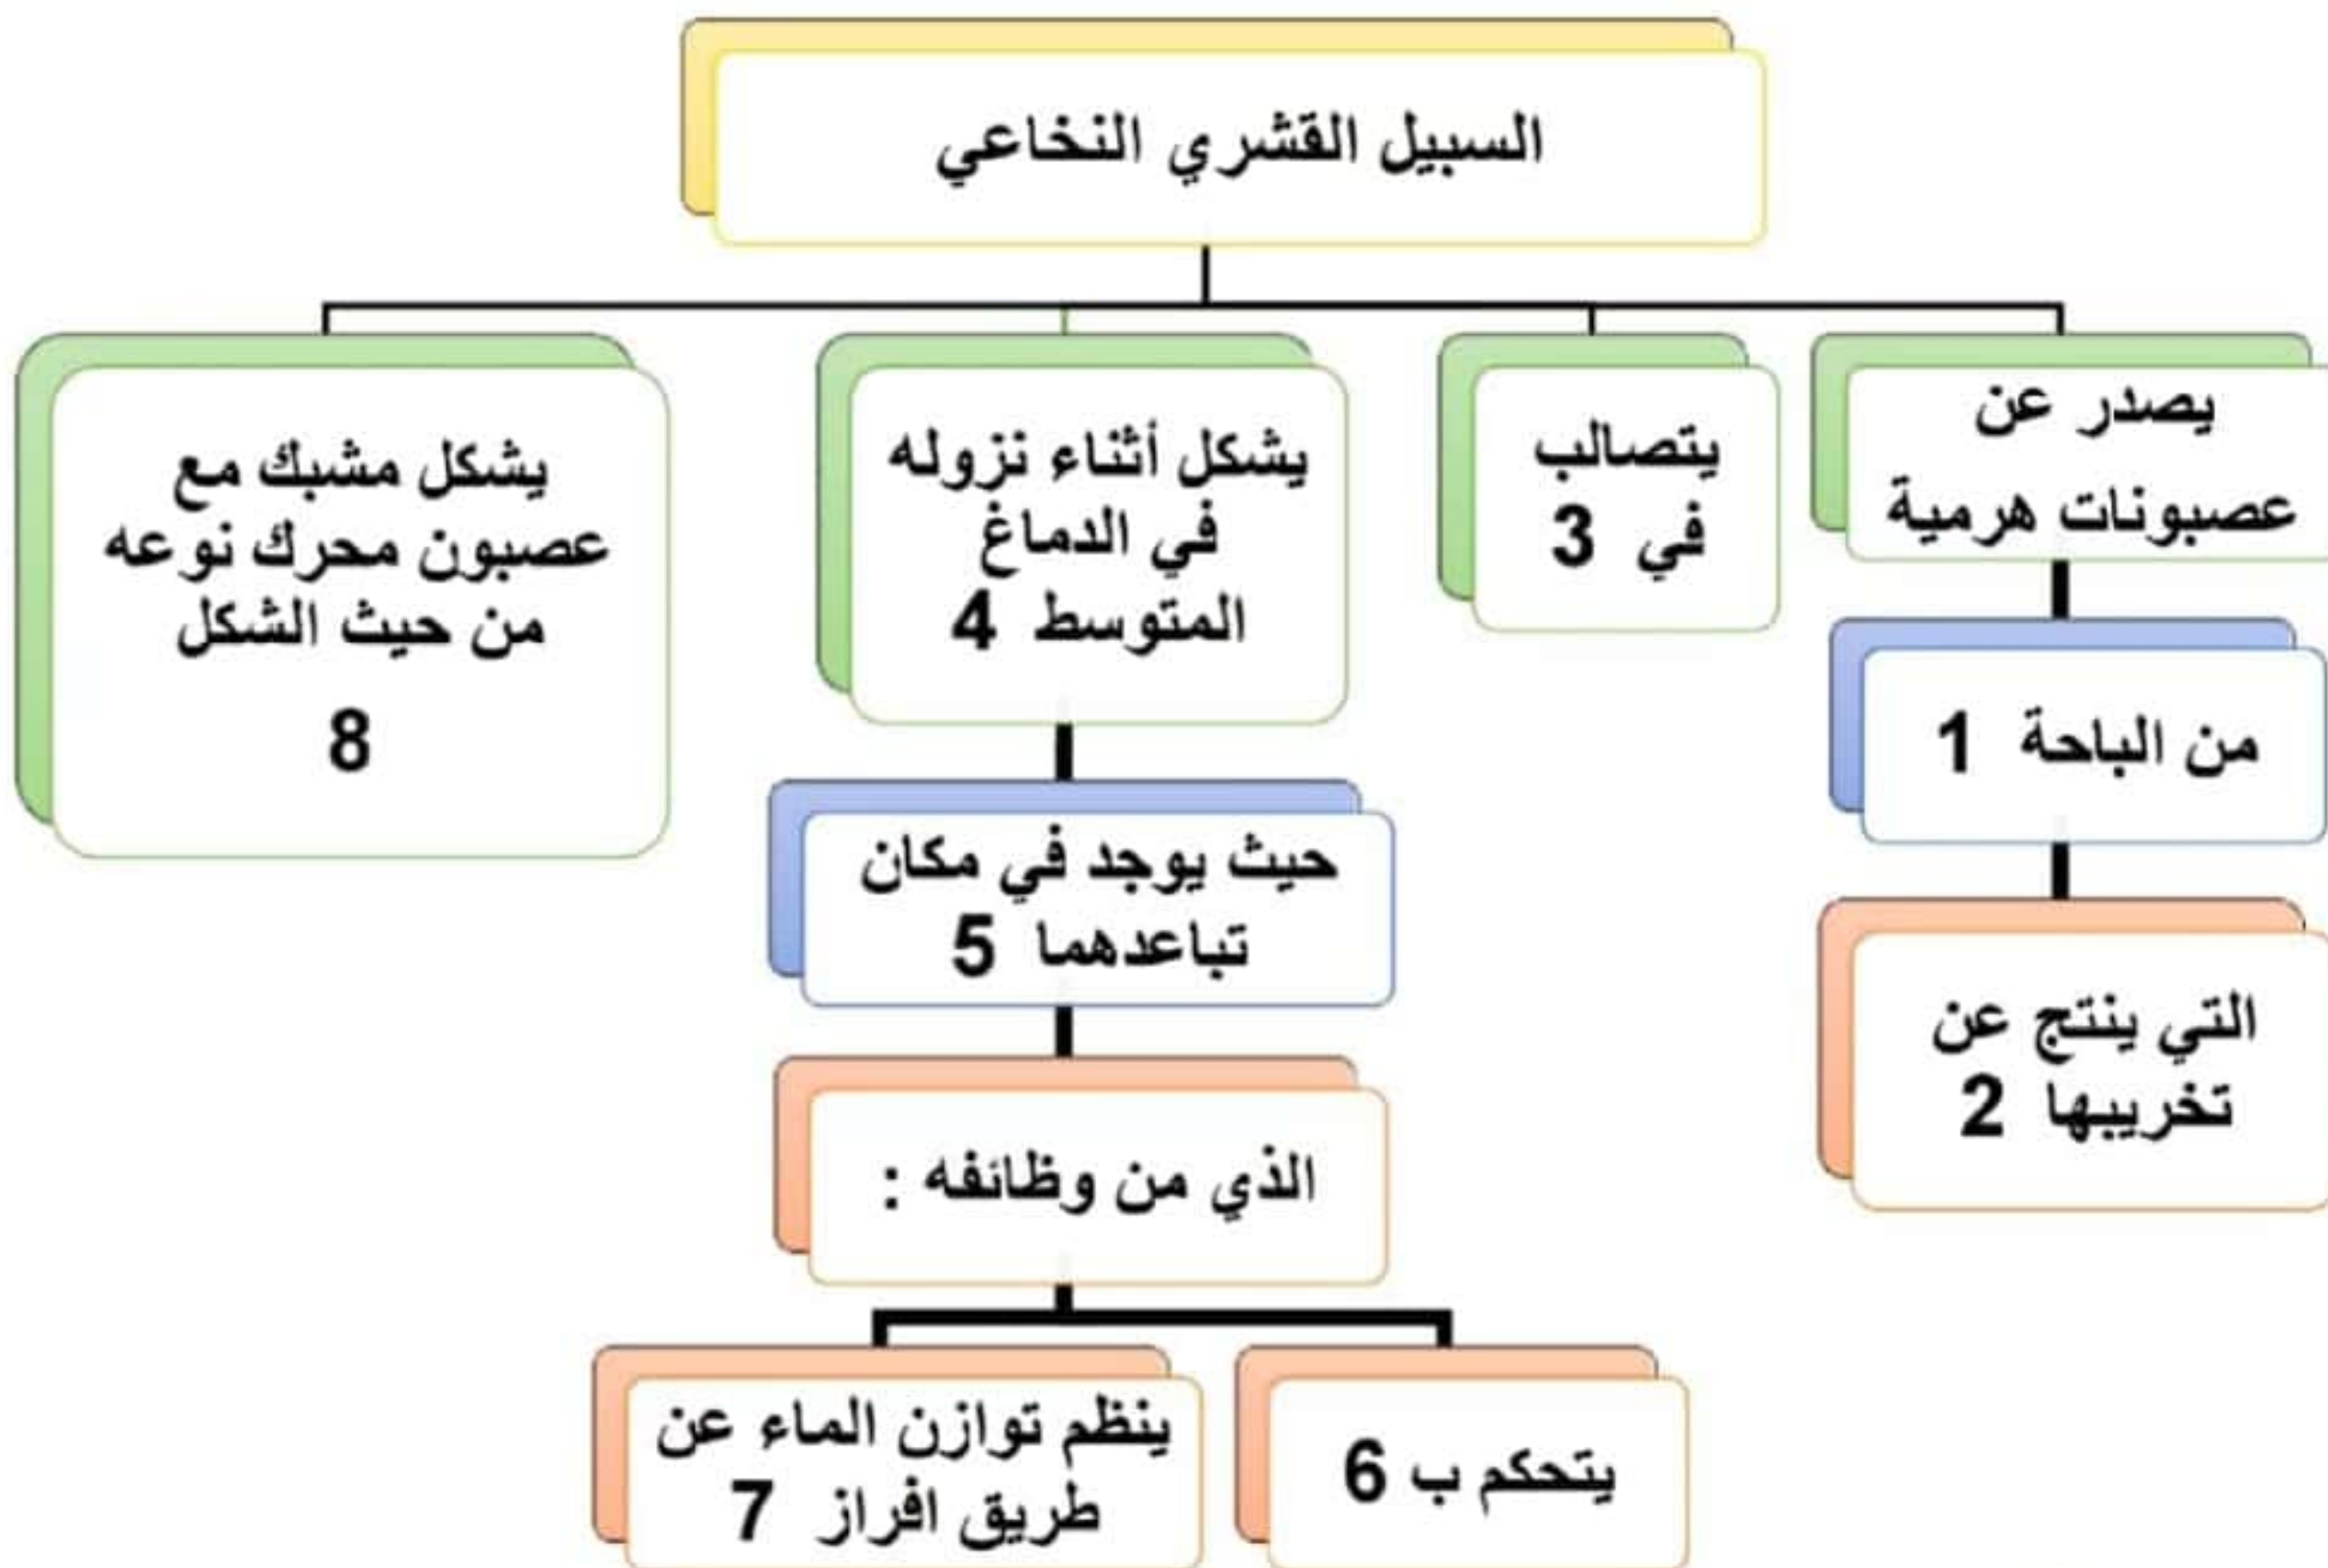 السبيل القشري النخاعي
يصدر عن
عصبونات هرمية
من الباحة 1
التي ينتج عن
تخريبها 2
يتصالب
في 3
يشكل أثناء نزوله
في الدماغ
المتوسط 4
حيث يوجد في مكان
تباعدهما 5
الذي من وظائفه :
يتحكم ب 6
ينظم توازن الماء عن
طريق افراز 7
يشكل مشبك مع
عصبون محرك نوعه
من حيث الشكل
8